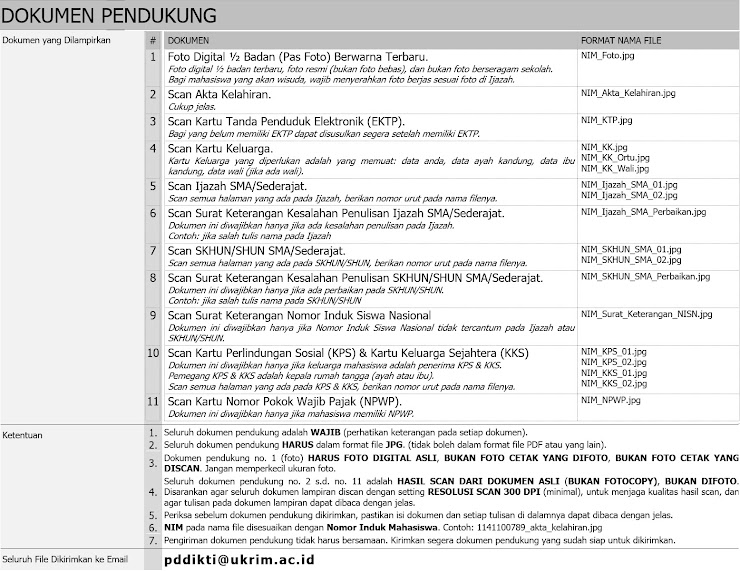 DOKUMEN PENDUKUNG
Dokumen yang Dilampirkan # DOKUMEN FORMAT NAMA FILE
1 Foto Digital ½ Badan (Pas Foto) Berwarna Terbaru. NIM_Foto.jpg
Foto digital ½ badan terbaru, foto resmi (bukan foto bebas), dan bukan foto berseragam sekolah.
Bagi mahasiswa yang akan wisuda, wajib menyerahkan foto berjas sesuai foto di Ijazah.
2 Scan Akta Kelahiran. NIM_Akta_Kelahiran.jpg
Cukup jelas.
3 Scan Kartu Tanda Penduduk Elektronik (EKTP). NIM_KTP.jpg
Bagi yang belum memiliki EKTP dapat disusulkan segera setelah memiliki EKTP.
4 Scan Kartu Keluarga. NIM_KK.jpg
Kartu Keluarga yang diperlukan adalah yang memuat: data anda, data ayah kandung, data ibu NIM_KK_Ortu.jpg
kandung, data wali (jika ada wali). NIM_KK_Wali.jpg
5 Scan Ijazah SMA/Sederajat. NIM_Ijazah_SMA_01.jpg
Scan semua halaman yang ada pada Ijazah, berikan nomor urut pada nama filenya. NIM_Ijazah_SMA_02.jpg
6 Scan Surat Keterangan Kesalahan Penulisan Ijazah SMA/Sederajat. NIM_Ijazah_SMA_Perbaikan.jpg
Dokumen ini diwajibkan hanya jika ada kesalahan penulisan pada Ijazah.
Contoh: jika salah tulis nama pada Ijazah
7 Scan SKHUN/SHUN SMA/Sederajat. NIM_SKHUN_SMA_01.jpg
Scan semua halaman yang ada pada SKHUN/SHUN, berikan nomor urut pada nama filenya. NIM_SKHUN_SMA_02.jpg
8 Scan Surat Keterangan Kesalahan Penulisan SKHUN/SHUN SMA/Sederajat. NIM_SKHUN_SMA_Perbaikan.jpg
Dokumen ini diwajibkan hanya jika ada perbaikan pada SKHUN/SHUN.
Contoh: jika salah tulis nama pada SKHUN/SHUN
9 Scan Surat Keterangan Nomor Induk Siswa Nasional NIM_Surat_Keterangan_NISN.jpg
Dokumen ini diwajibkan hanya jika Nomor Induk Siswa Nasional tidak tercantum pada Ijazah atau
SKHUN/SHUN.
10 Scan Kartu Perlindungan Sosial (KPS) & Kartu Keluarga Sejahtera (KKS) NIM_KPS_01.jpg
Dokumen ini diwajibkan hanya jika keluarga mahasiswa adalah penerima KPS & KKS. NIM_KPS_02.jpg
Pemegang KPS & KKS adalah kepala rumah tangga (ayah atau ibu). NIM_KKS_01.jpg
Scan semua halaman yang ada pada KPS & KKS, berikan nomor urut pada nama filenya. NIM_KKS_02.jpg
11 Scan Kartu Nomor Pokok Wajib Pajak (NPWP). NIM_NPWP.jpg
Dokumen ini diwajibkan hanya jika mahasiswa memiliki NPWP.
Ketentuan 1. Seluruh dokumen pendukung adalah WAJIB (perhatikan keterangan pada setiap dokumen).
2. Seluruh dokumen pendukung HARUS dalam format file JPG. (tidak boleh dalam format file PDF atau yang lain).
3. Dokumen pendukung no. 1 (foto) HARUS FOTO DIGITAL ASLI, BUKAN FOTO CETAK YANG DIFOTO, BUKAN FOTO CETAK YANG
DISCAN. Jangan memperkecil ukuran foto.
4. Seluruh dokumen pendukung no. 2 s.d. no. 11 adalah HASIL SCAN DARI DOKUMEN ASLI (BUKAN FOTOCOPY), BUKAN DIFOTO.
Disarankan agar seluruh dokumen lampiran discan dengan setting RESOLUSI SCAN 300 DPI (minimal), untuk menjaga kualitas hasil scan, dan
agar tulisan pada dokumen lampiran dapat dibaca dengan jelas.
5. Periksa sebelum dokumen pendukung dikirimkan, pastikan isi dokumen dan setiap tulisan di dalamnya dapat dibaca dengan jelas.
6. NIM pada nama file disesuaikan dengan Nomor Induk Mahasiswa. Contoh: 1141100789_akta_kelahiran.jpg
7. Pengiriman dokumen pendukung tidak harus bersamaan. Kirimkan segera dokumen pendukung yang sudah siap untuk dikirimkan.
Seluruh File Dikirimkan ke Email pddikti@ukrim.ac.id